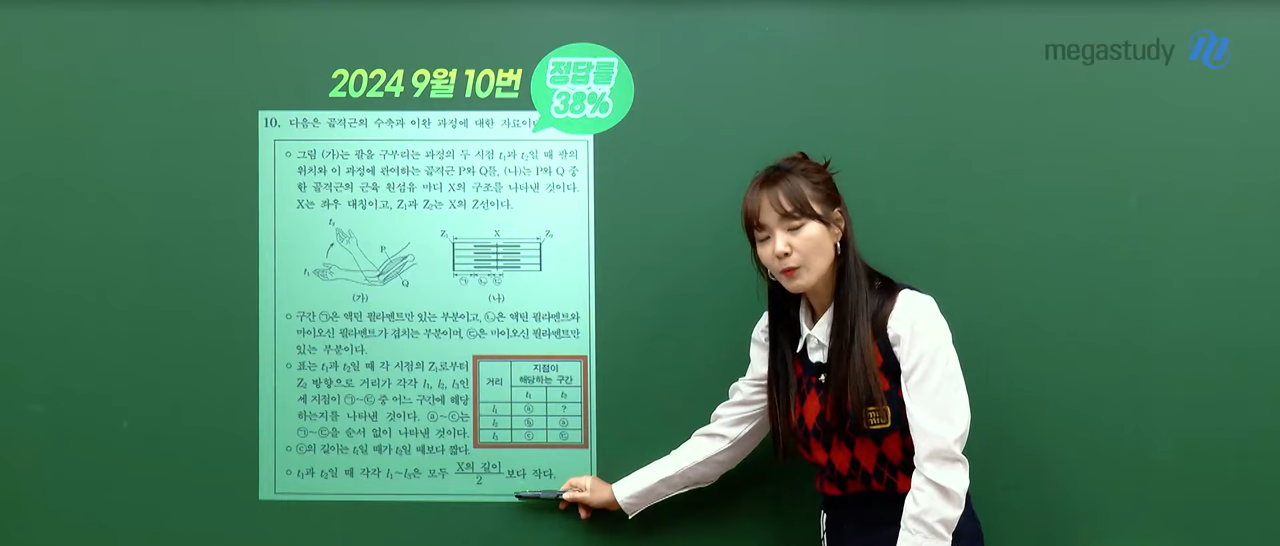 megastudy
2024 9월 10번
정답률
38%
10. 다음은 골격근의 수축과 이완 과정에 대한 자료이다
○ 그림 (가)는 팔을 구부리는 과정의 두 시점 t₁과 t₂일 때 팔의
위치와 이 과정에 관여하는 골격근 P와 Q를, (나)는 P와 Q 중
한 골격근의 근육 원섬유 마디 X의 구조를 나타낸 것이다.
X는 좌우 대칭이고, Z₁과 Z₂는 X의 Z선이다.
t₂
t₁
P
Q
(가)
Z₁ X Z₂
㉠ ㉡ ㉢
(나)
○ 구간 ㉠은 액틴 필라멘트만 있는 부분이고, ㉡은 액틴 필라멘트와
마이오신 필라멘트가 겹치는 부분이며, ㉢은 마이오신 필라멘트만
있는 부분이다.
○ 표는 t₁과 t₂일 때 각 시점의 Z₁로부터
Z₂ 방향으로 거리가 각각 l₁, l₂, l₃인
세 지점이 ㉠~㉢ 중 어느 구간에 해당
하는지를 나타낸 것이다. ⓐ~ⓒ는
㉠~㉢을 순서 없이 나타낸 것이다.
거리 지점이 해당하는 구간
t₁ t₂
l₁ ⓐ ?
l₂ ⓑ ⓐ
l₃ ⓒ ㉢
○ ⓒ의 길이는 t₁일 때가 t₂일 때보다 짧다.
○ t₁과 t₂일 때 각각 l₁~l₃은 모두 X의 길이/2 보다 작다.